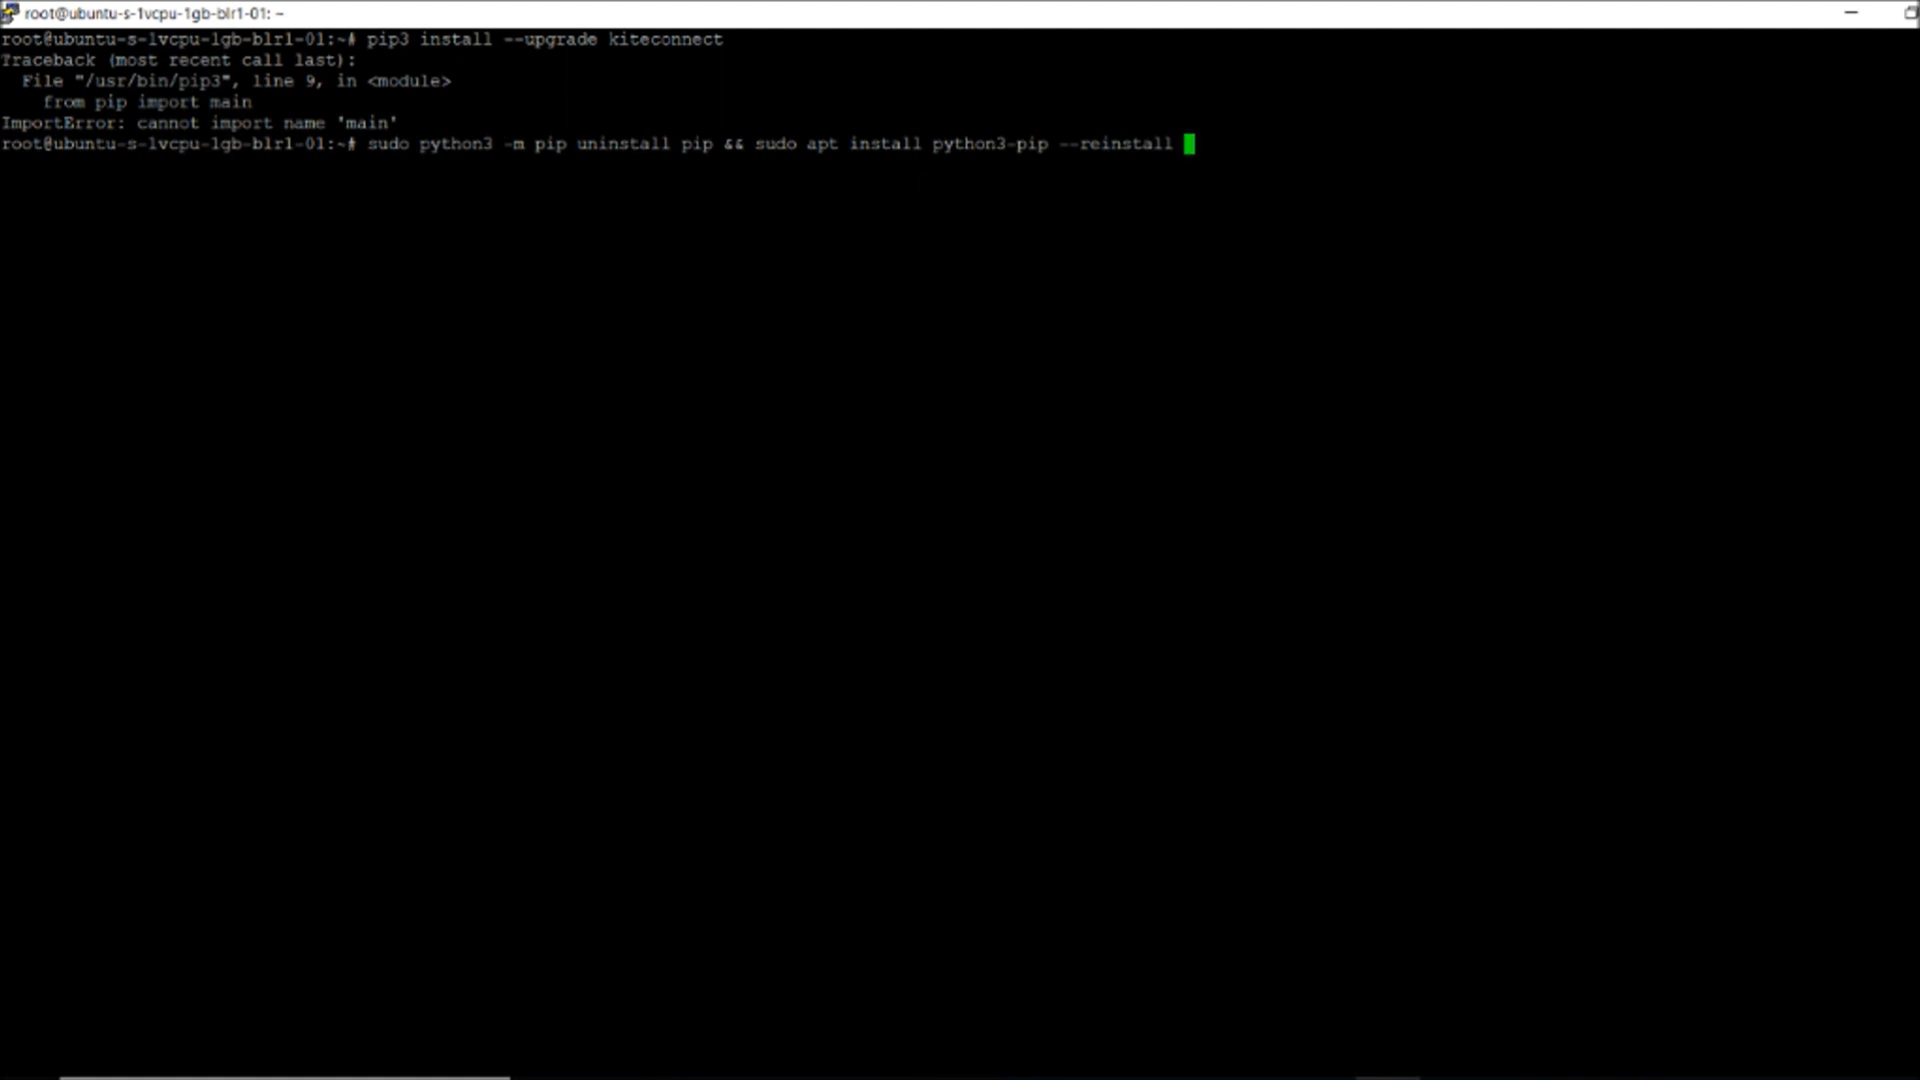 root@ubuntu-s-1vcpu-1gb-blr1-01: ~
root@ubuntu-s-1vcpu-1gb-blr1-01:~# pip3 install --upgrade kiteconnect
Traceback (most recent call last):
  File "/usr/bin/pip3", line 9, in <module>
    from pip import main
ImportError: cannot import name 'main'
root@ubuntu-s-1vcpu-1gb-blr1-01:~# sudo python3 -m pip uninstall pip && sudo apt install python3-pip --reinstall